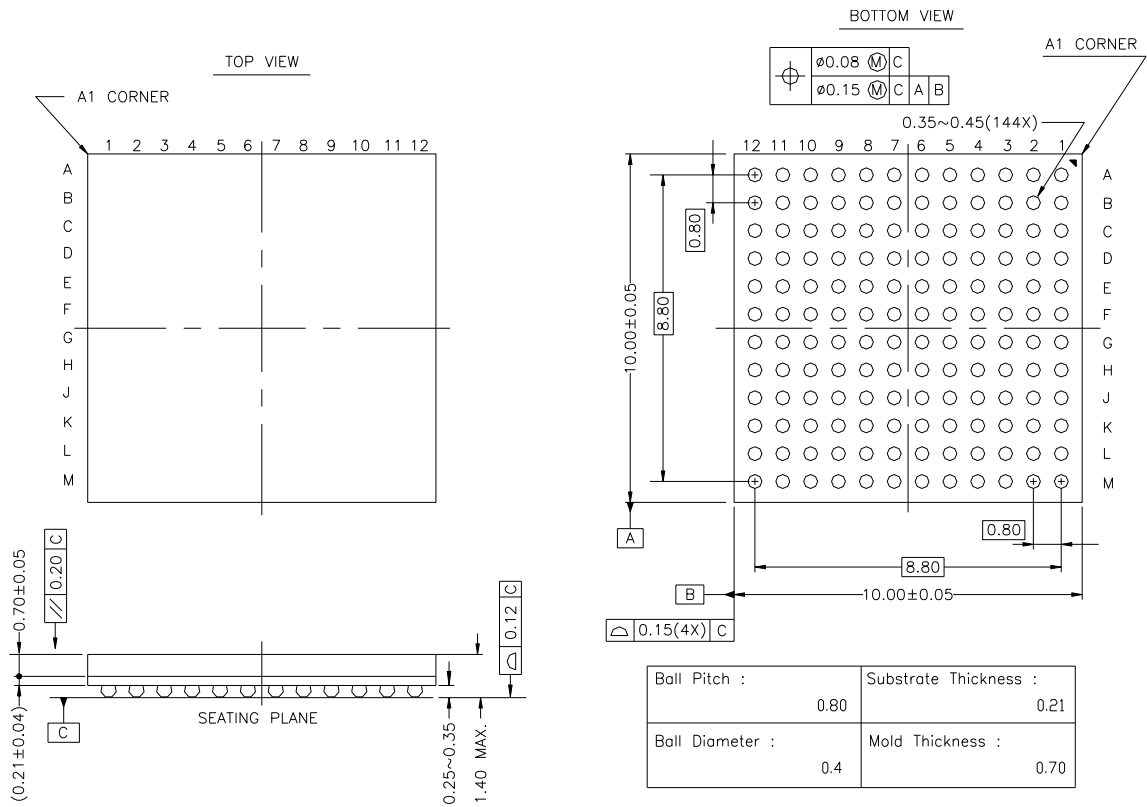 TOP VIEW
A1 CORNER
1 2 3 4 5 6 7 8 9 10 11 12
A
B
C
D
E
F
G
H
J
K
L
M
BOTTOM VIEW
A1 CORNER
⌀0.08 Ⓜ C
⌀0.15 Ⓜ C A B
0.35~0.45(144X)
12 11 10 9 8 7 6 5 4 3 2 1
A
B
C
D
E
F
G
H
J
K
L
M
0.80
8.80
10.00±0.05
A
0.80
8.80
B
10.00±0.05
0.15(4X) C
0.70±0.05
// 0.20 C
(0.21±0.04)
C
SEATING PLANE
0.12 C
0.25~0.35
1.40 MAX.
Ball Pitch :
0.80
Substrate Thickness :
0.21
Ball Diameter :
0.4
Mold Thickness :
0.70